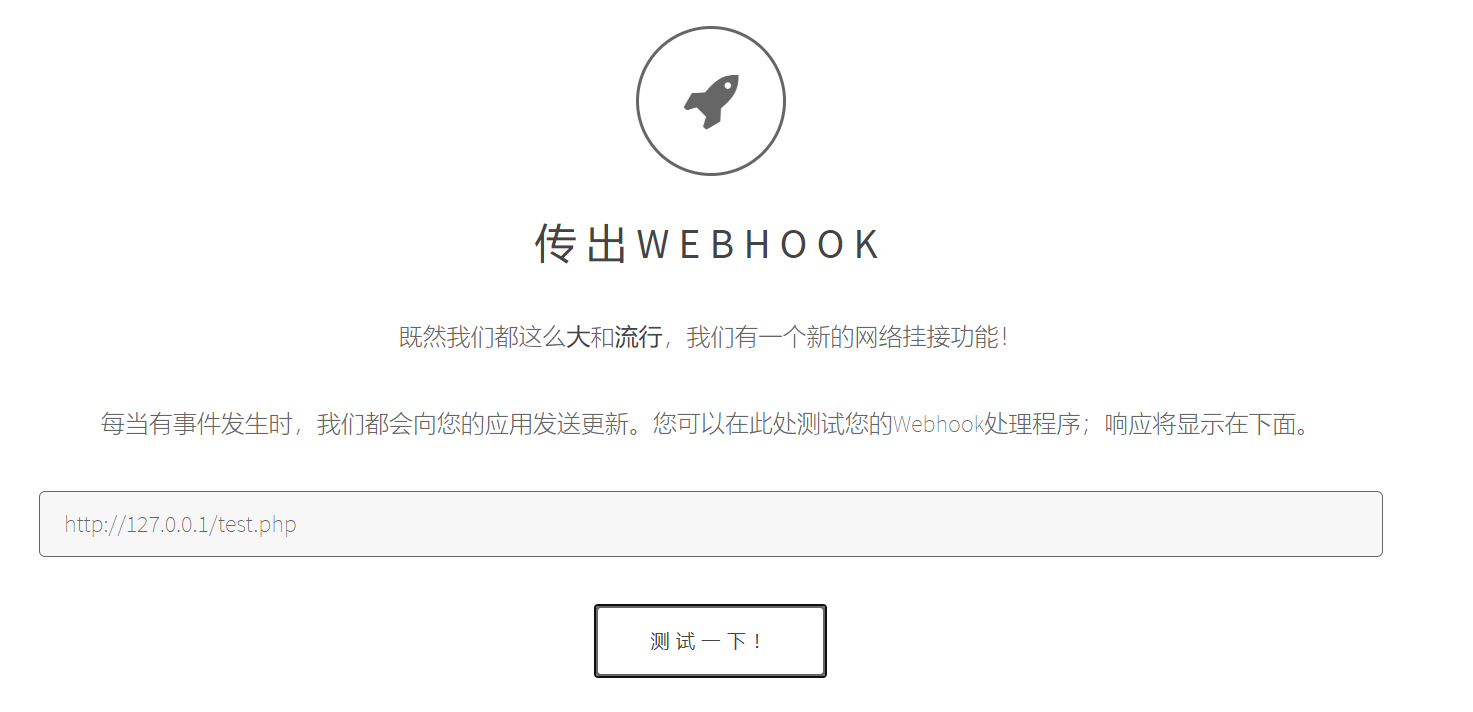 传出WEBHOOK
既然我们都这么大和流行，我们有一个新的网络挂接功能！
每当有事件发生时，我们都会向您的应用发送更新。您可以在此处测试您的Webhook处理程序；响应将显示在下面。
http://127.0.0.1/test.php
测试一下！